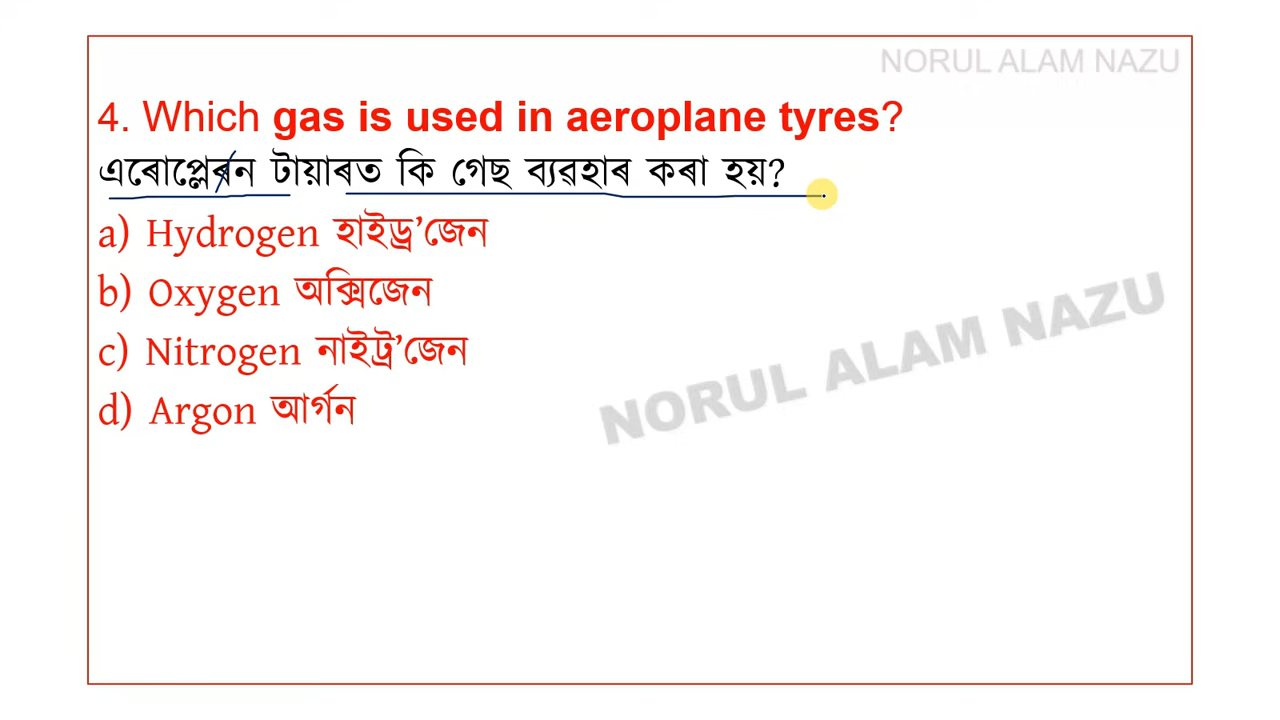 NORUL ALAM NAZU
4. Which gas is used in aeroplane tyres?
এৰোপ্লেৰন টায়াৰত কি গেছ ব্যৱহাৰ কৰা হয়?
a) Hydrogen হাইড্ৰ’জেন
b) Oxygen অক্সিজেন
c) Nitrogen নাইট্ৰ’জেন
d) Argon আৰ্গন
NORUL ALAM NAZU